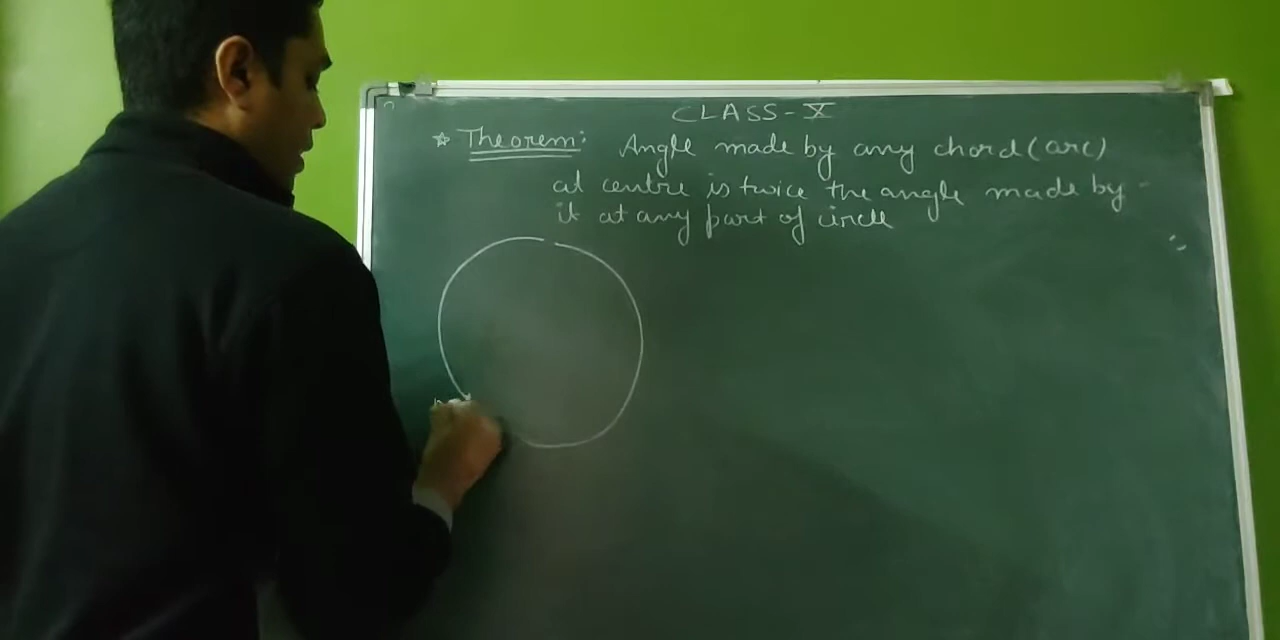 CLASS - X
☆ Theorem: Angle made by any chord (arc)
at centre is twice the angle made by
it at any part of circle